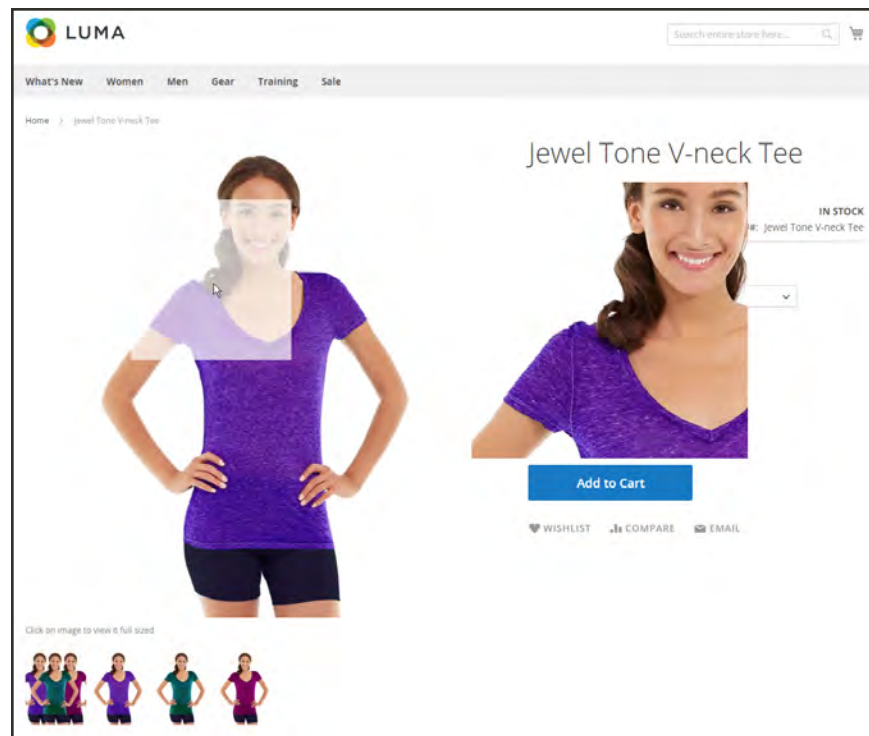 LUMA
Search entire store here...
What's New Women Men Gear Training Sale
Home > Jewel Tone V-neck Tee
Jewel Tone V-neck Tee
IN STOCK
#: Jewel Tone V-neck Tee
Add to Cart
WISHLIST COMPARE EMAIL
Click on image to view it full sized